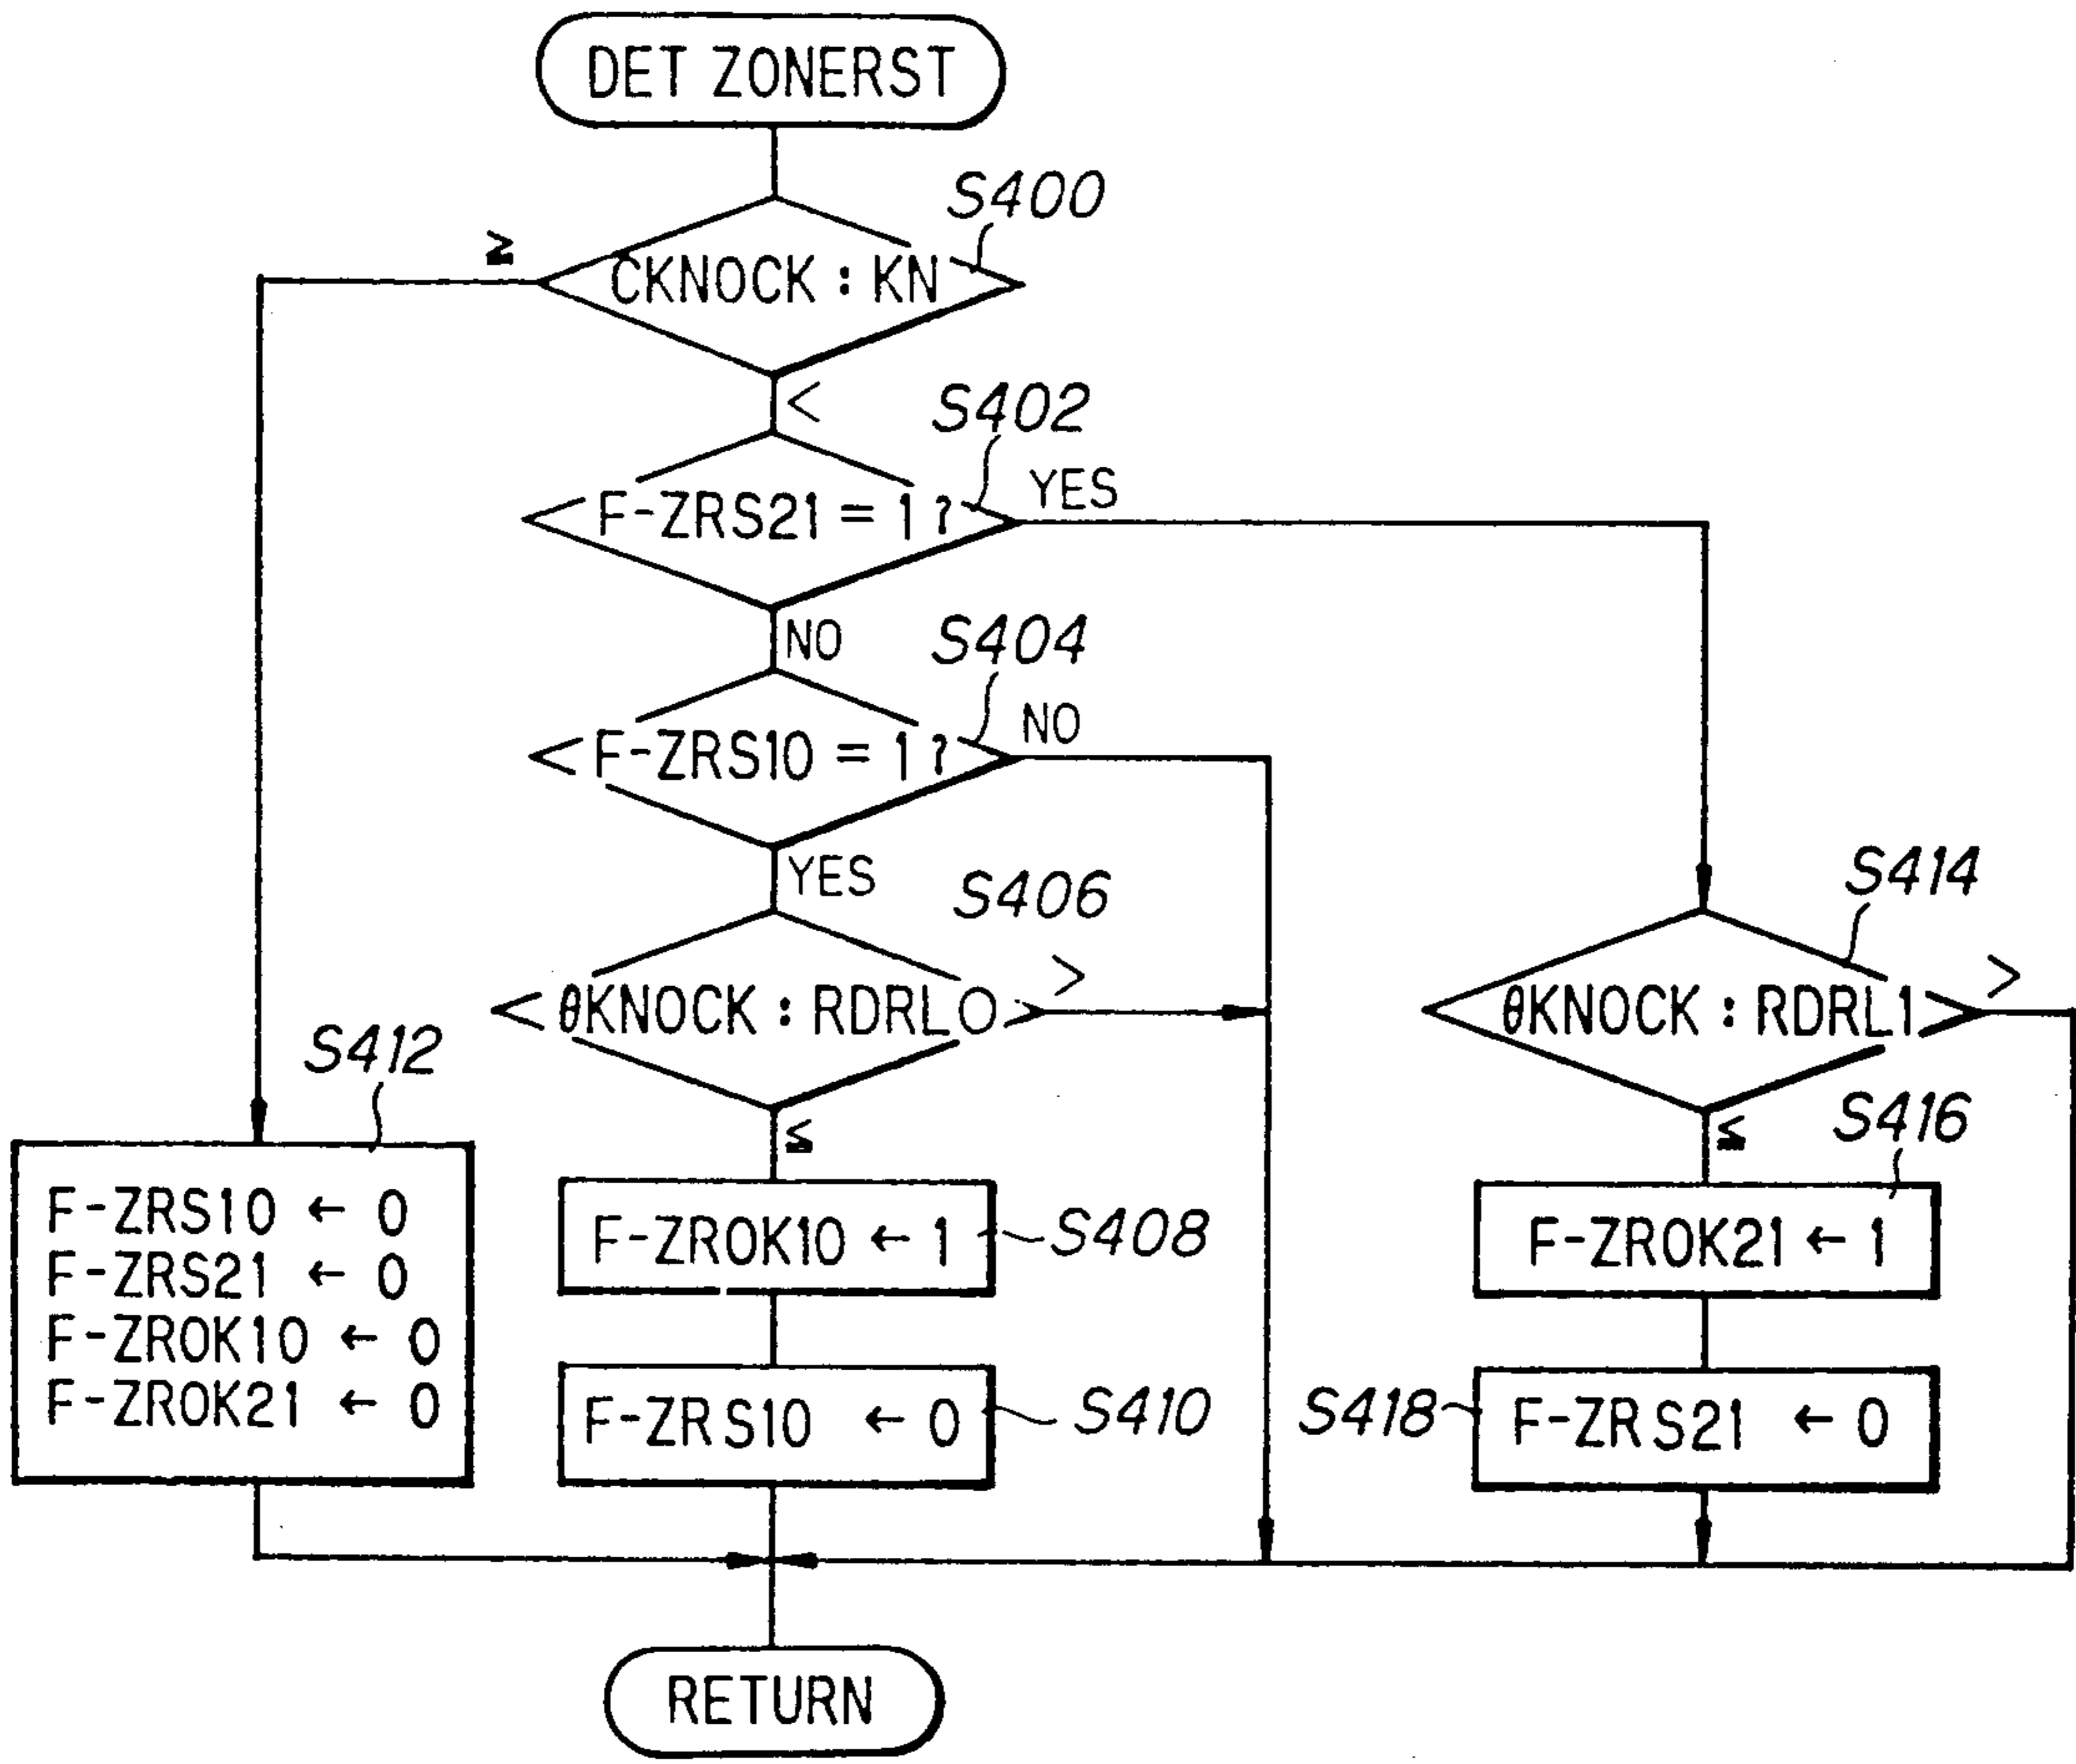 DET ZONERST
S400
≧
CKNOCK : KN
<
S402
F-ZRS21 = 1?
YES
NO
S404
F-ZRS10 = 1?
NO
YES
S406
θKNOCK : RDRL0
>
≦
S414
θKNOCK : RDRL1
>
≦
S412
F-ZRS10 ← 0
F-ZRS21 ← 0
F-ZROK10 ← 0
F-ZROK21 ← 0
F-ZROK10 ← 1
S408
S416
F-ZROK21 ← 1
F-ZRS10 ← 0
S410
S418
F-ZRS21 ← 0
RETURN